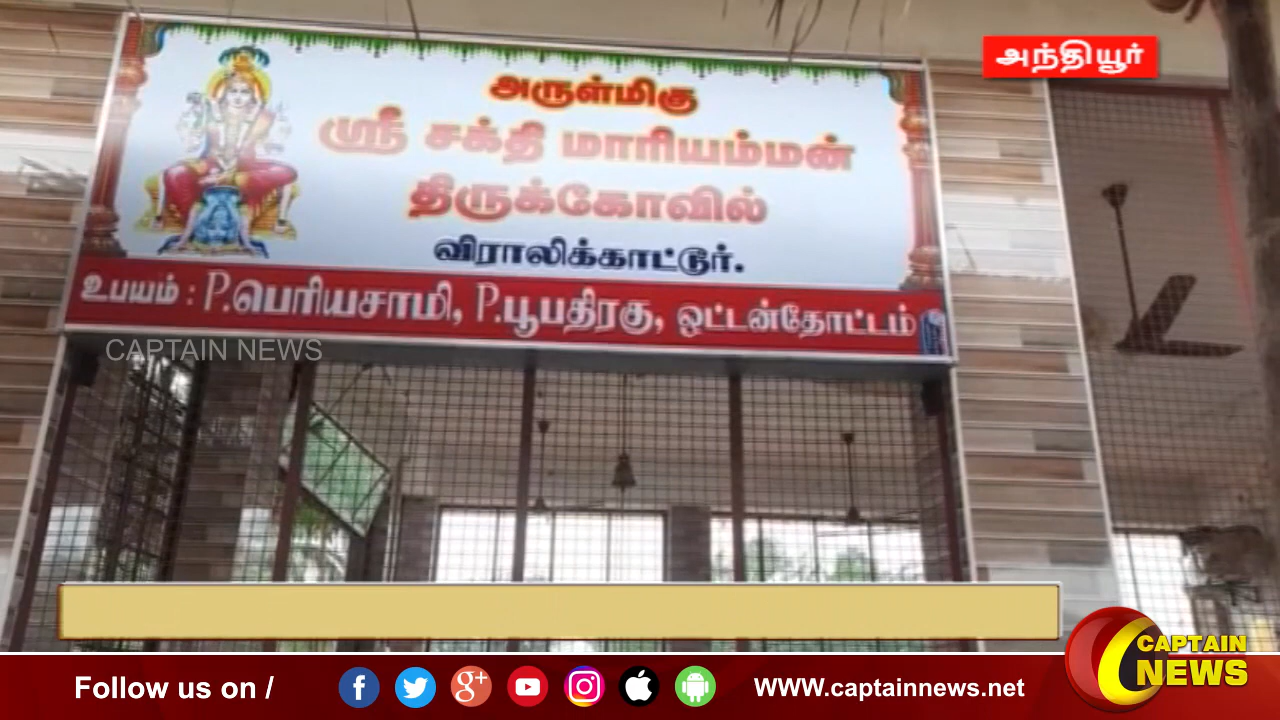 அந்தியூர்
அருள்மிகு
ஸ்ரீ சக்தி மாரியம்மன்
திருக்கோவில்
விராலிக்காட்டூர்.
உபயம் : P.பெரியசாமி, P.பூபதிரகு, ஓட்டன்தோட்டம்
CAPTAIN NEWS
Follow us on /
WWW.captainnews.net
CAPTAIN
NEWS